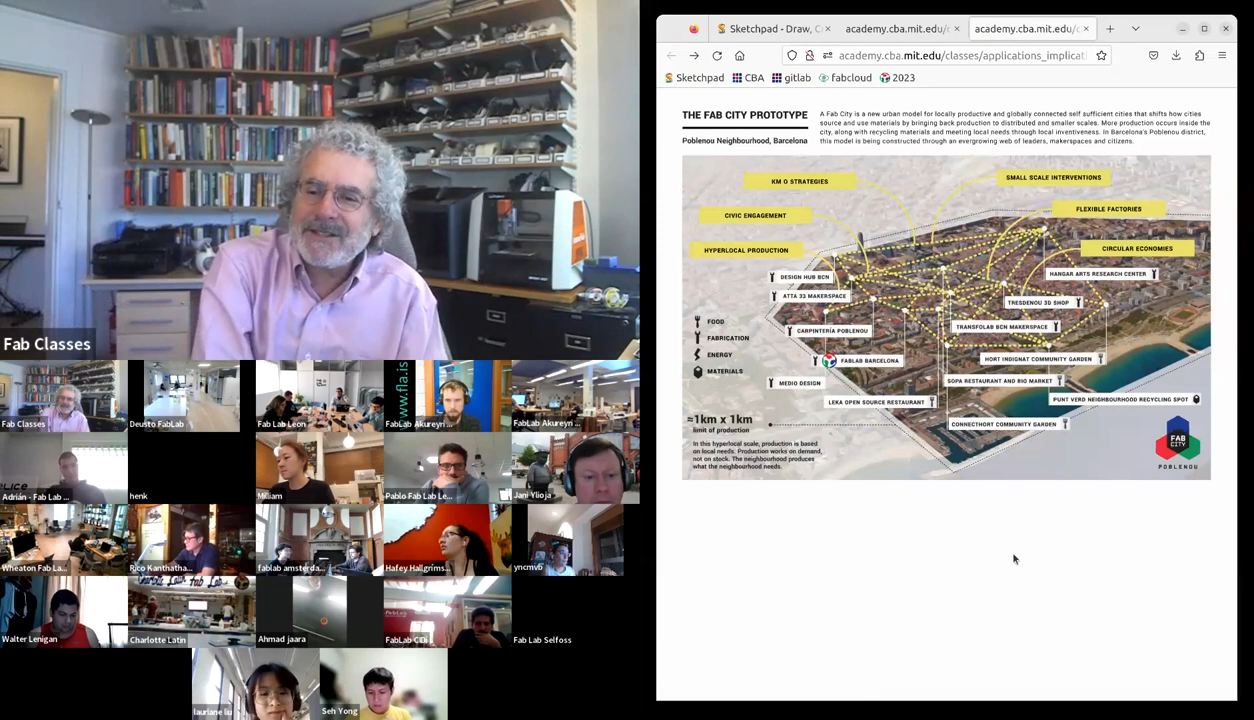 Fab Classes
www.fla.is
Fab Classes
Deusto FabLab
Fab Lab Leon
FabLab Akureyn ...
FabLab Akureyn ...
Adrián - Fab Lab ...
henk
Miriam
Pablo Fab Lab Le...
Jani Ylioja
Wheaton Fab La...
Rico Kanthatha...
fablab amsterda...
Hafey Hallgríms...
yncmvb
Walter Lenigan
Charlotte Latin
Ahmad jaara
FabLab CIDI
Fab Lab Selfoss
lauriane liu
Seh Yong
Sketchpad - Draw, C
academy.cba.mit.edu/c
academy.cba.mit.edu/c
academy.cba.mit.edu/classes/applications_implicat
Sketchpad
CBA
gitlab
fabcloud
2023
THE FAB CITY PROTOTYPE
Poblenou Neighbourhood, Barcelona
A Fab City is a new urban model for locally productive and globally connected self sufficient cities that shifts how cities
source and use materials by bringing back production to distributed and smaller scales. More production occurs inside the
city, along with recycling materials and meeting local needs through local inventiveness. In Barcelona's Poblenou district,
this model is being constructed through an evergrowing web of leaders, makerspaces and citizens.
KM 0 STRATEGIES
SMALL SCALE INTERVENTIONS
CIVIC ENGAGEMENT
FLEXIBLE FACTORIES
HYPERLOCAL PRODUCTION
CIRCULAR ECONOMIES
DESIGN HUB BCN
HANGAR ARTS RESEARCH CENTER
ATTA 33 MAKERSPACE
TRESDENOU 3D SHOP
CARPINTERÍA POBLENOU
TRANSFOLAB BCN MAKERSPACE
FABLAB BARCELONA
HORT INDIGNAT COMMUNITY GARDEN
MEDIO DESIGN
SOPA RESTAURANT AND BIO MARKET
LEKA OPEN SOURCE RESTAURANT
PUNT VERD NEIGHBOURHOOD RECYCLING SPOT
CONNECTHORT COMMUNITY GARDEN
FOOD
FABRICATION
ENERGY
MATERIALS
≈1km x 1km
limit of production
In this hyperlocal scale, production is based
on local needs. Production works on demand,
not on stock. The neighborhood produces
what the neighborhood needs.
FAB
CITY
POBLENOU